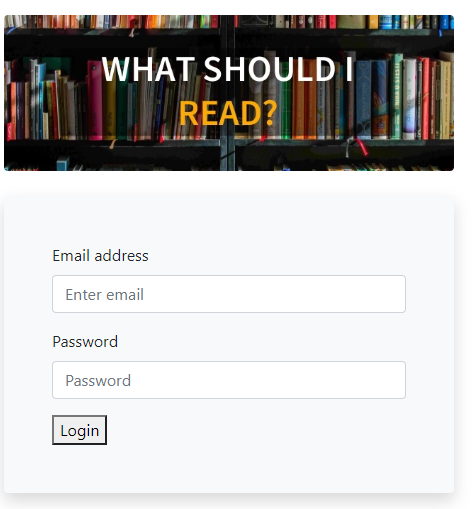 WHAT SHOULD I
READ?
Email address
Enter email
Password
Password
Login